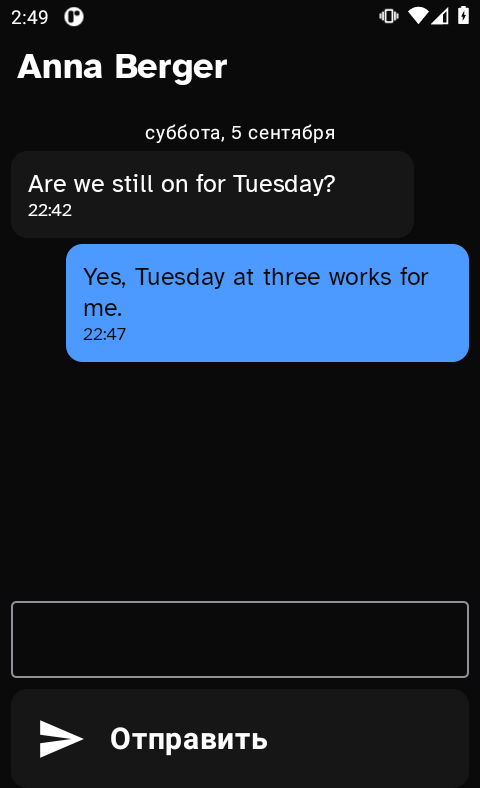 2:49
Anna Berger
суббота, 5 сентября
Are we still on for Tuesday?
22:42
Yes, Tuesday at three works for
me.
22:47
Отправить